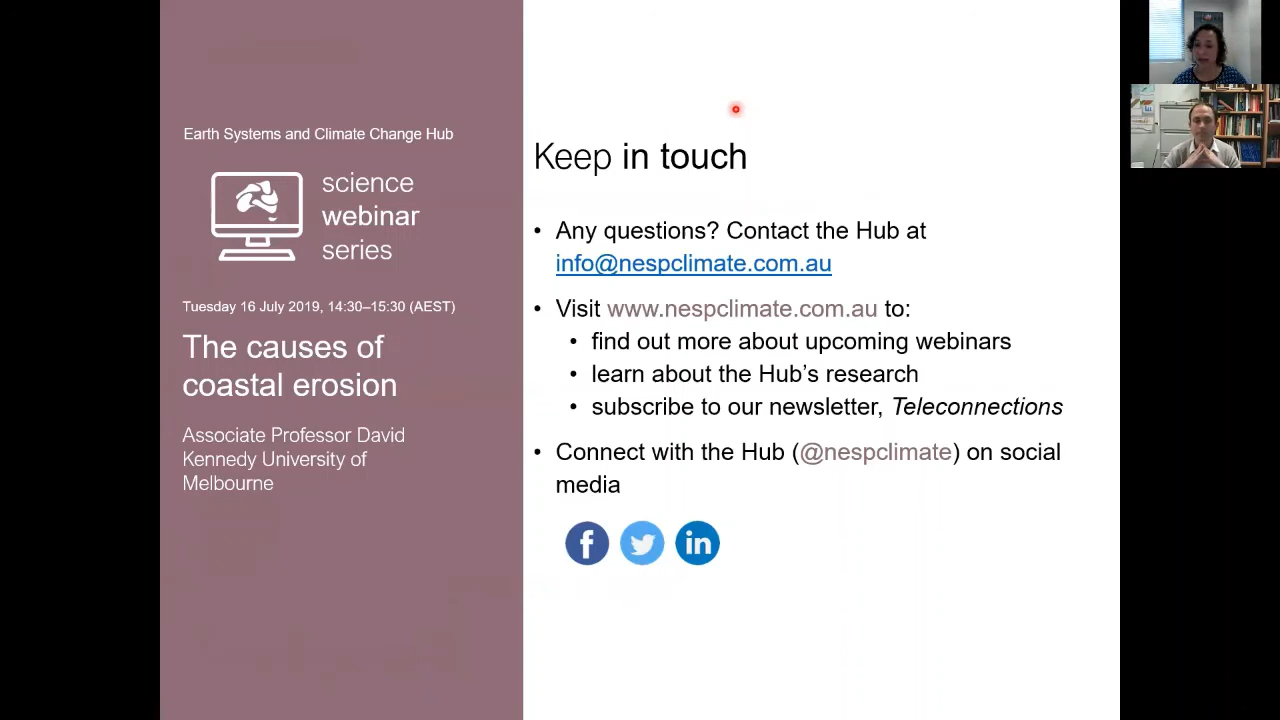 Earth Systems and Climate Change Hub
science
webinar
series
Tuesday 16 July 2019, 14:30–15:30 (AEST)
The causes of
coastal erosion
Associate Professor David
Kennedy University of
Melbourne
Keep in touch
• Any questions? Contact the Hub at
info@nespclimate.com.au
• Visit www.nespclimate.com.au to:
• find out more about upcoming webinars
• learn about the Hub’s research
• subscribe to our newsletter, Teleconnections
• Connect with the Hub (@nespclimate) on social
media
f
in